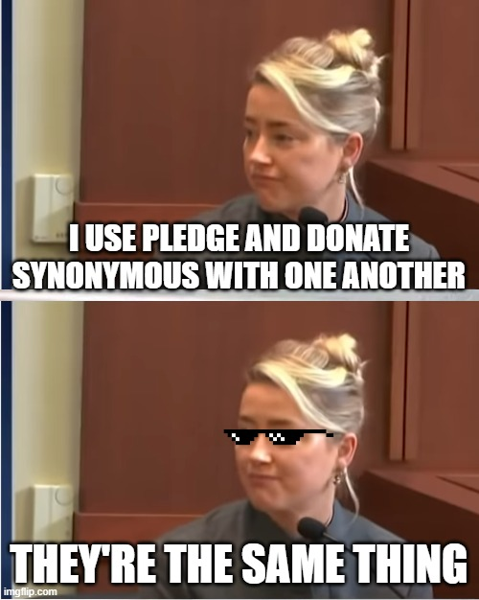 I USE PLEDGE AND DONATE
SYNONYMOUS WITH ONE ANOTHER
THEY'RE THE SAME THING
imgflip.com